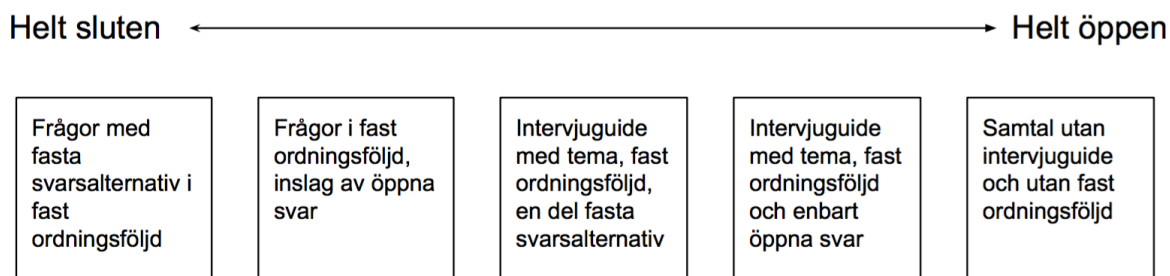 Helt sluten
Helt öppen
Frågor med
fasta
svarsalternativ i
fast
ordningsföljd
Frågor i fast
ordningsföljd,
inslag av öppna
svar
Intervjuguide
med tema, fast
ordningsföljd,
en del fasta
svarsalternativ
Intervjuguide
med tema, fast
ordningsföljd
och enbart
öppna svar
Samtal utan
intervjuguide
och utan fast
ordningsföljd